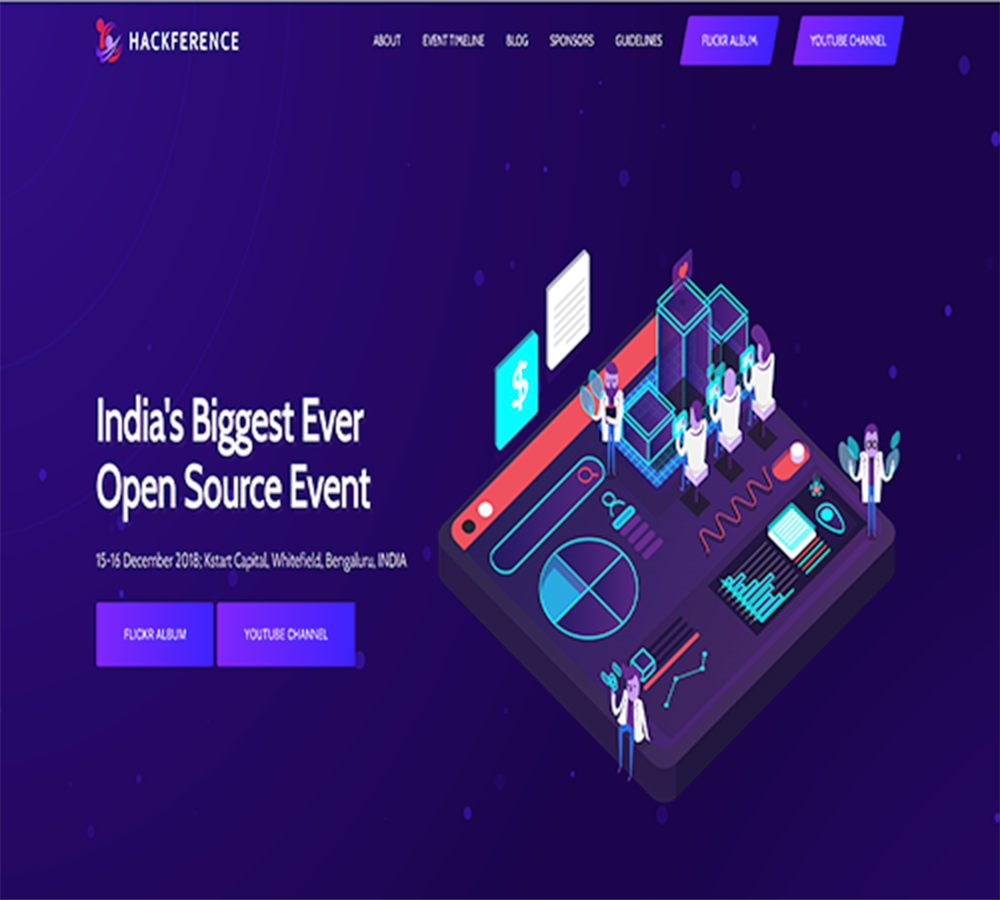 HACKFERENCE
ABOUT EVENT TIMELINE BLOG SPONSORS GUIDELINES FLICKR ALBUM YOUTUBE CHANNEL
India's Biggest Ever
Open Source Event
15-16 December 2018; Kstart Capital, Whitefield, Bengaluru, INDIA
FLICKR ALBUM YOUTUBE CHANNEL
$